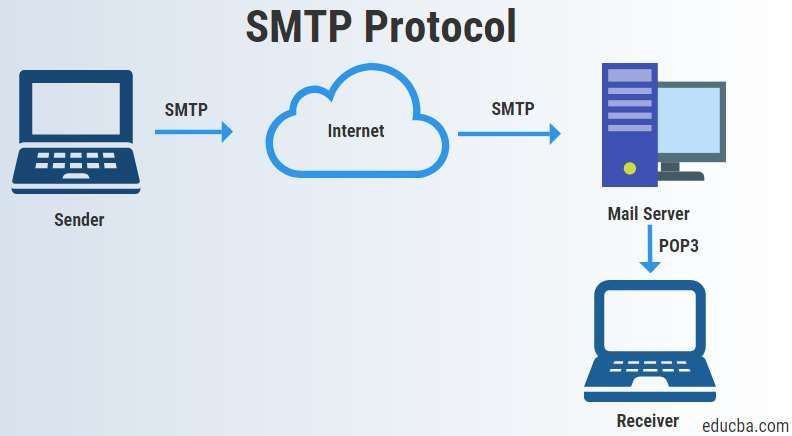 SMTP Protocol
SMTP
Internet
SMTP
Sender
Mail Server
POP3
Receiver
educba.com